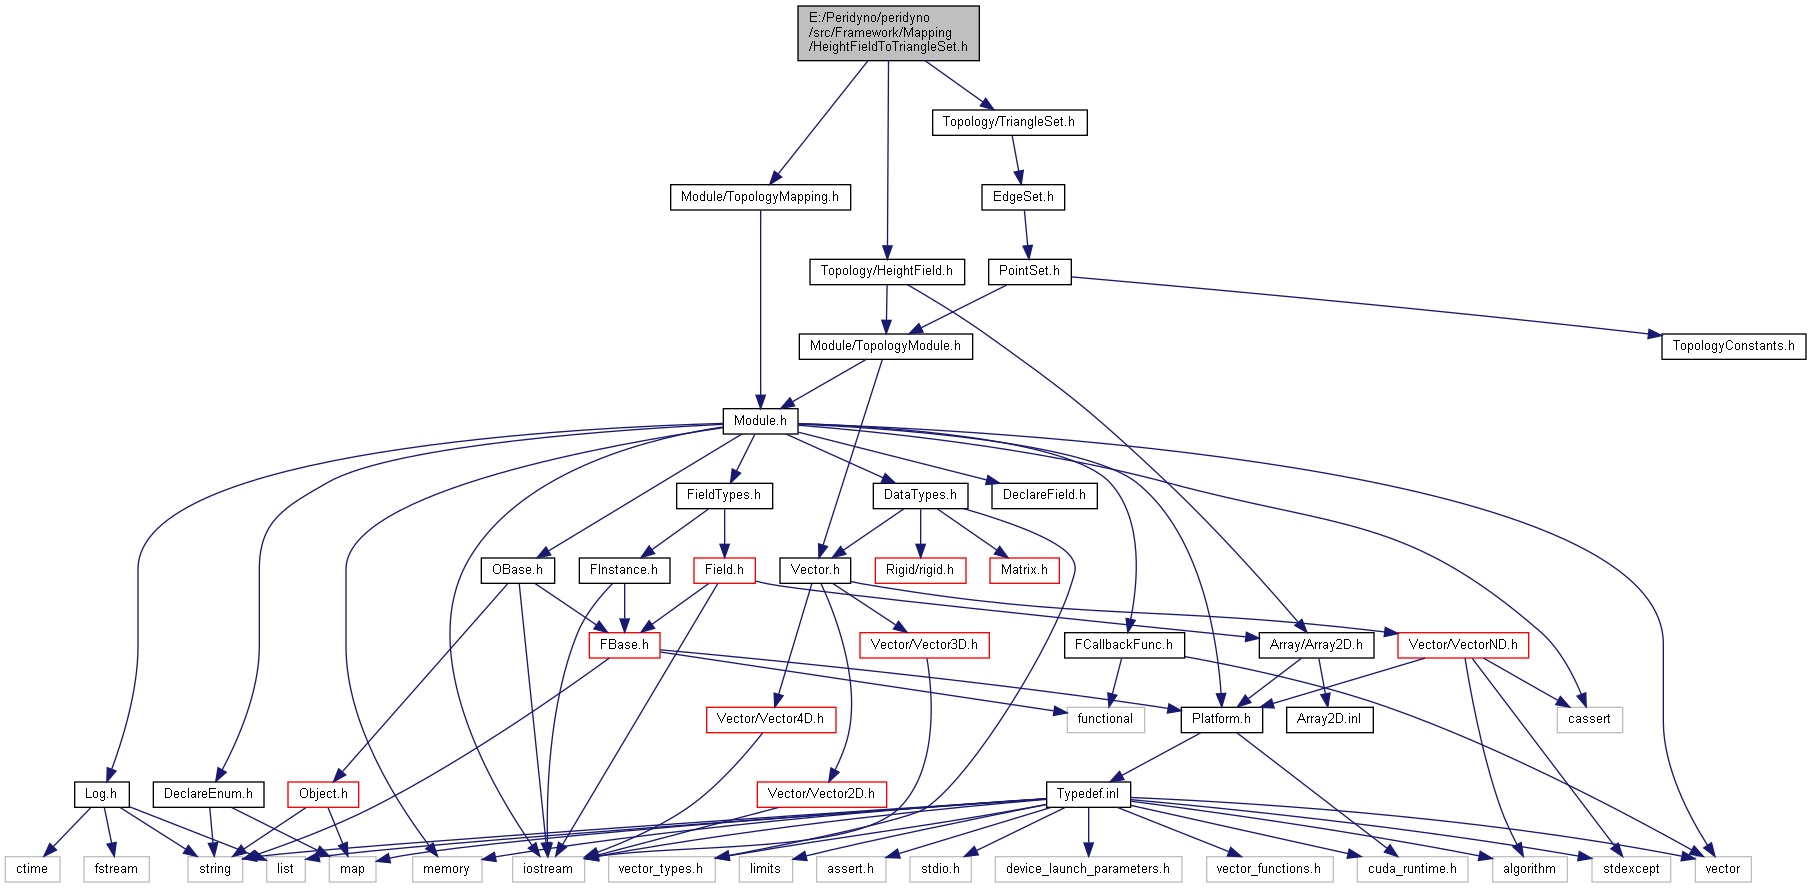 E:/Peridyno/peridyno
/src/Framework/Mapping
/HeightFieldToTriangleSet.h
Topology/TriangleSet.h
Module/TopologyMapping.h
EdgeSet.h
Topology/HeightField.h
PointSet.h
Module/TopologyModule.h
TopologyConstants.h
Module.h
FieldTypes.h
DataTypes.h
DeclareField.h
OBase.h
FInstance.h
Field.h
Vector.h
Rigid/rigid.h
Matrix.h
FBase.h
Vector/Vector3D.h
FCallbackFunc.h
Array/Array2D.h
Vector/VectorND.h
Vector/Vector4D.h
functional
Platform.h
Array2D.inl
cassert
Log.h
DeclareEnum.h
Object.h
Vector/Vector2D.h
Typedef.inl
ctime
fstream
string
list
map
memory
iostream
vector_types.h
limits
assert.h
stdio.h
device_launch_parameters.h
vector_functions.h
cuda_runtime.h
algorithm
stdexcept
vector